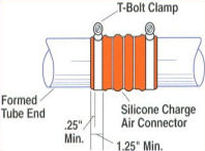 T-Bolt Clamp
Formed
Tube End
.25"
Min.
Silicone Charge
Air Connector
1.25" Min.